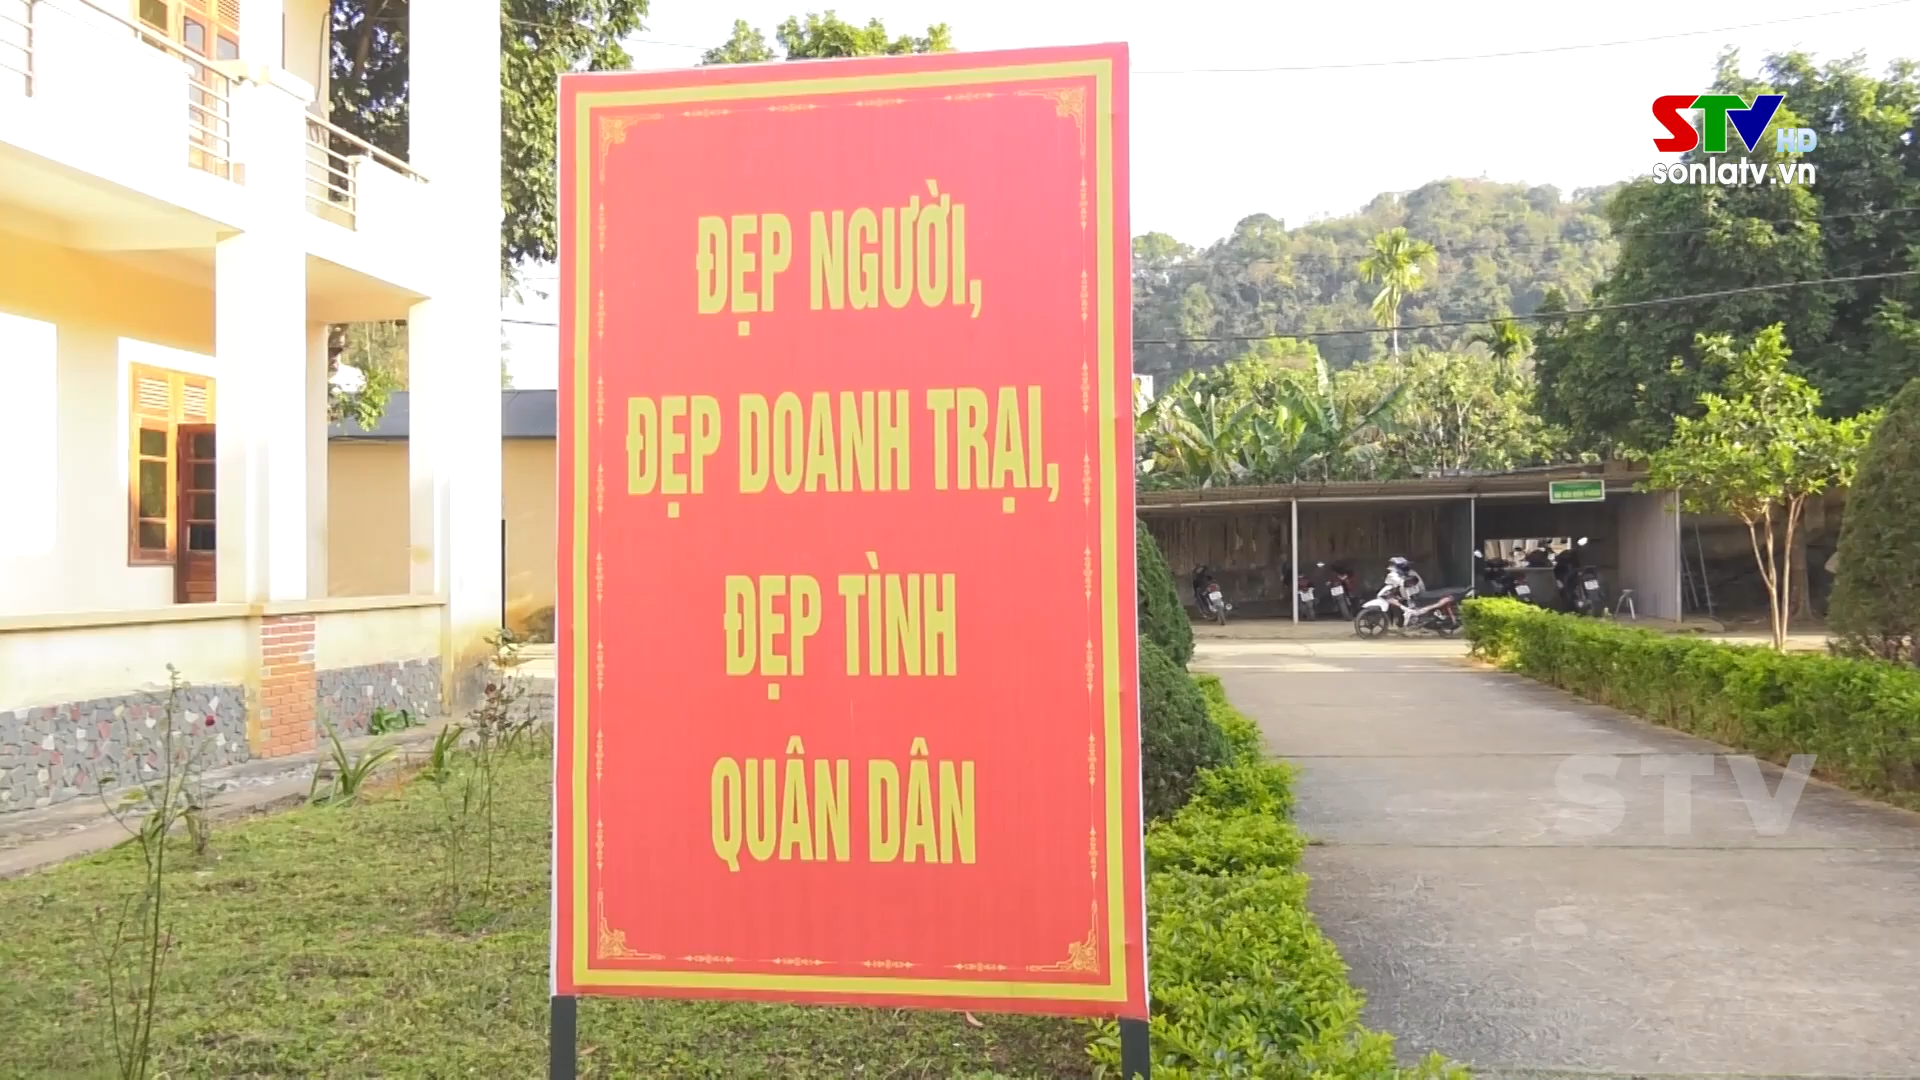 STV HD
sonlatv.vn
ĐẸP NGƯỜI,
ĐẸP DOANH TRẠI,
ĐẸP TÌNH
QUÂN DÂN
STV